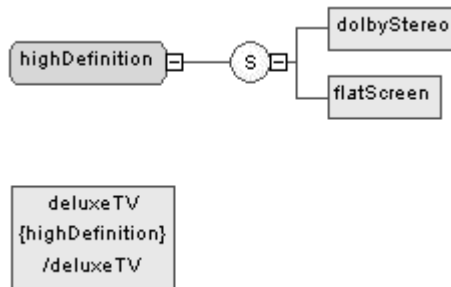 dolbyStereo
highDefinition
S
flatScreen
deluxeTV
{highDefinition}
/deluxeTV